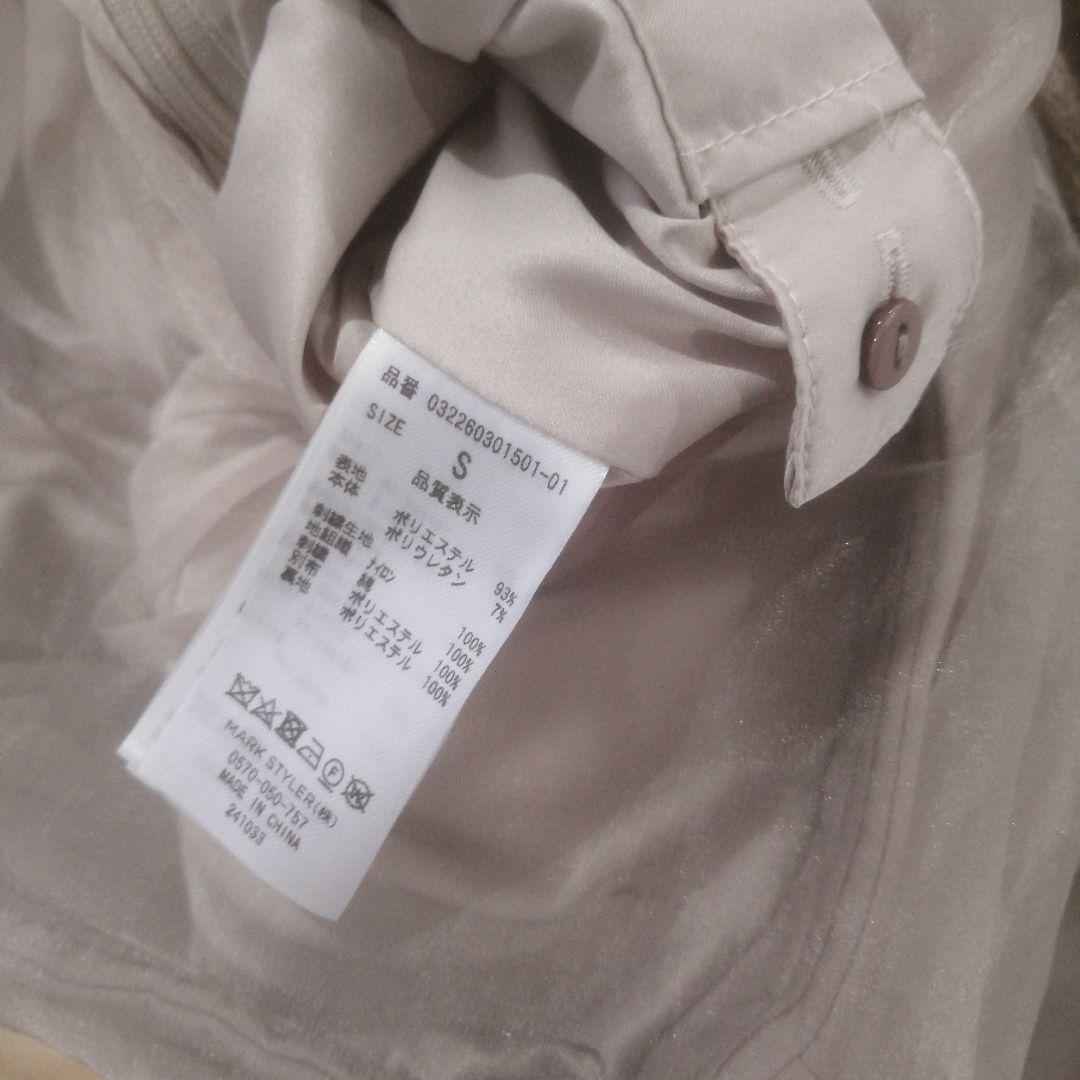 品番 032260301501-01
SIZE
S
品質表示
表地
本体 ポリエステル 93%
ポリウレタン 7%
刺繍生地
地組織 ナイロン 100%
刺繍 綿 100%
別布 ポリエステル 100%
裏地 ポリエステル 100%
F
W
MARK STYLER(株)
0570-050-757
MADE IN CHINA
241033